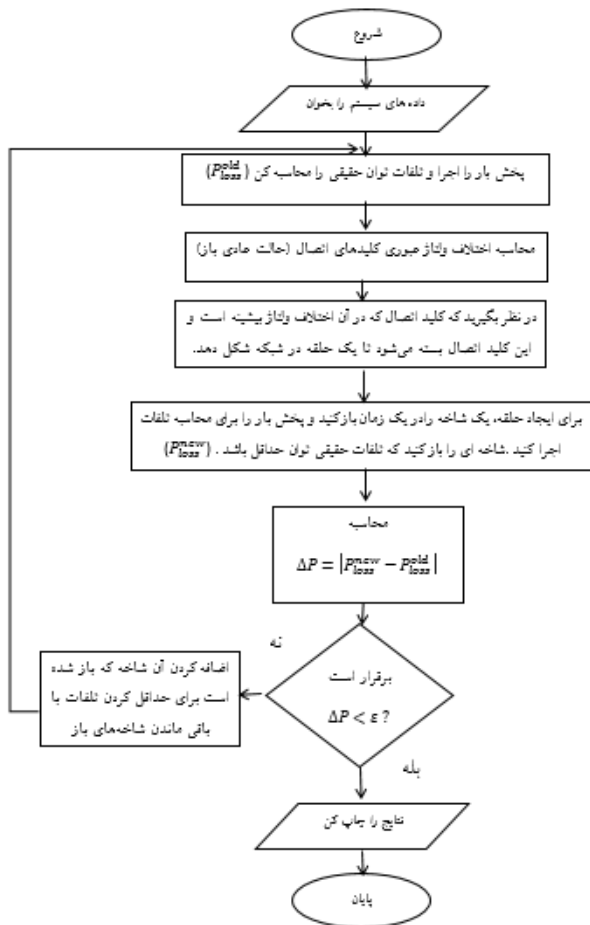 شروع
داده های سیستم را بخوان
پخش بار را اجرا و تلفات توان حقیقی را محاسبه کن (P_loss^old)
محاسبه اختلاف ولتاژ عبوری کلیدهای اتصال (حالت عادی باز)
در نظر بگیرید که کلید اتصال که در آن اختلاف ولتاژ بیشینه است و
این کلید اتصال بسته می‌شود تا یک حلقه در شبکه شکل دهد.
برای ایجاد حلقه، یک شاخه رادر یک زمان بازکنید و پخش بار را برای محاسبه تلفات
اجرا کنید .شاخه ای را بازکنید که تلفات حقیقی توان حداقل باشد . (P_loss^new)
محاسبه
ΔP = |P_loss^new − P_loss^old|
برقرار است
ΔP < ε ?
نه
اضافه کردن آن شاخه که باز شده
است برای حداقل کردن تلفات با
باقی ماندن شاخه‌های باز
بله
نتایج را چاپ کن
پایان